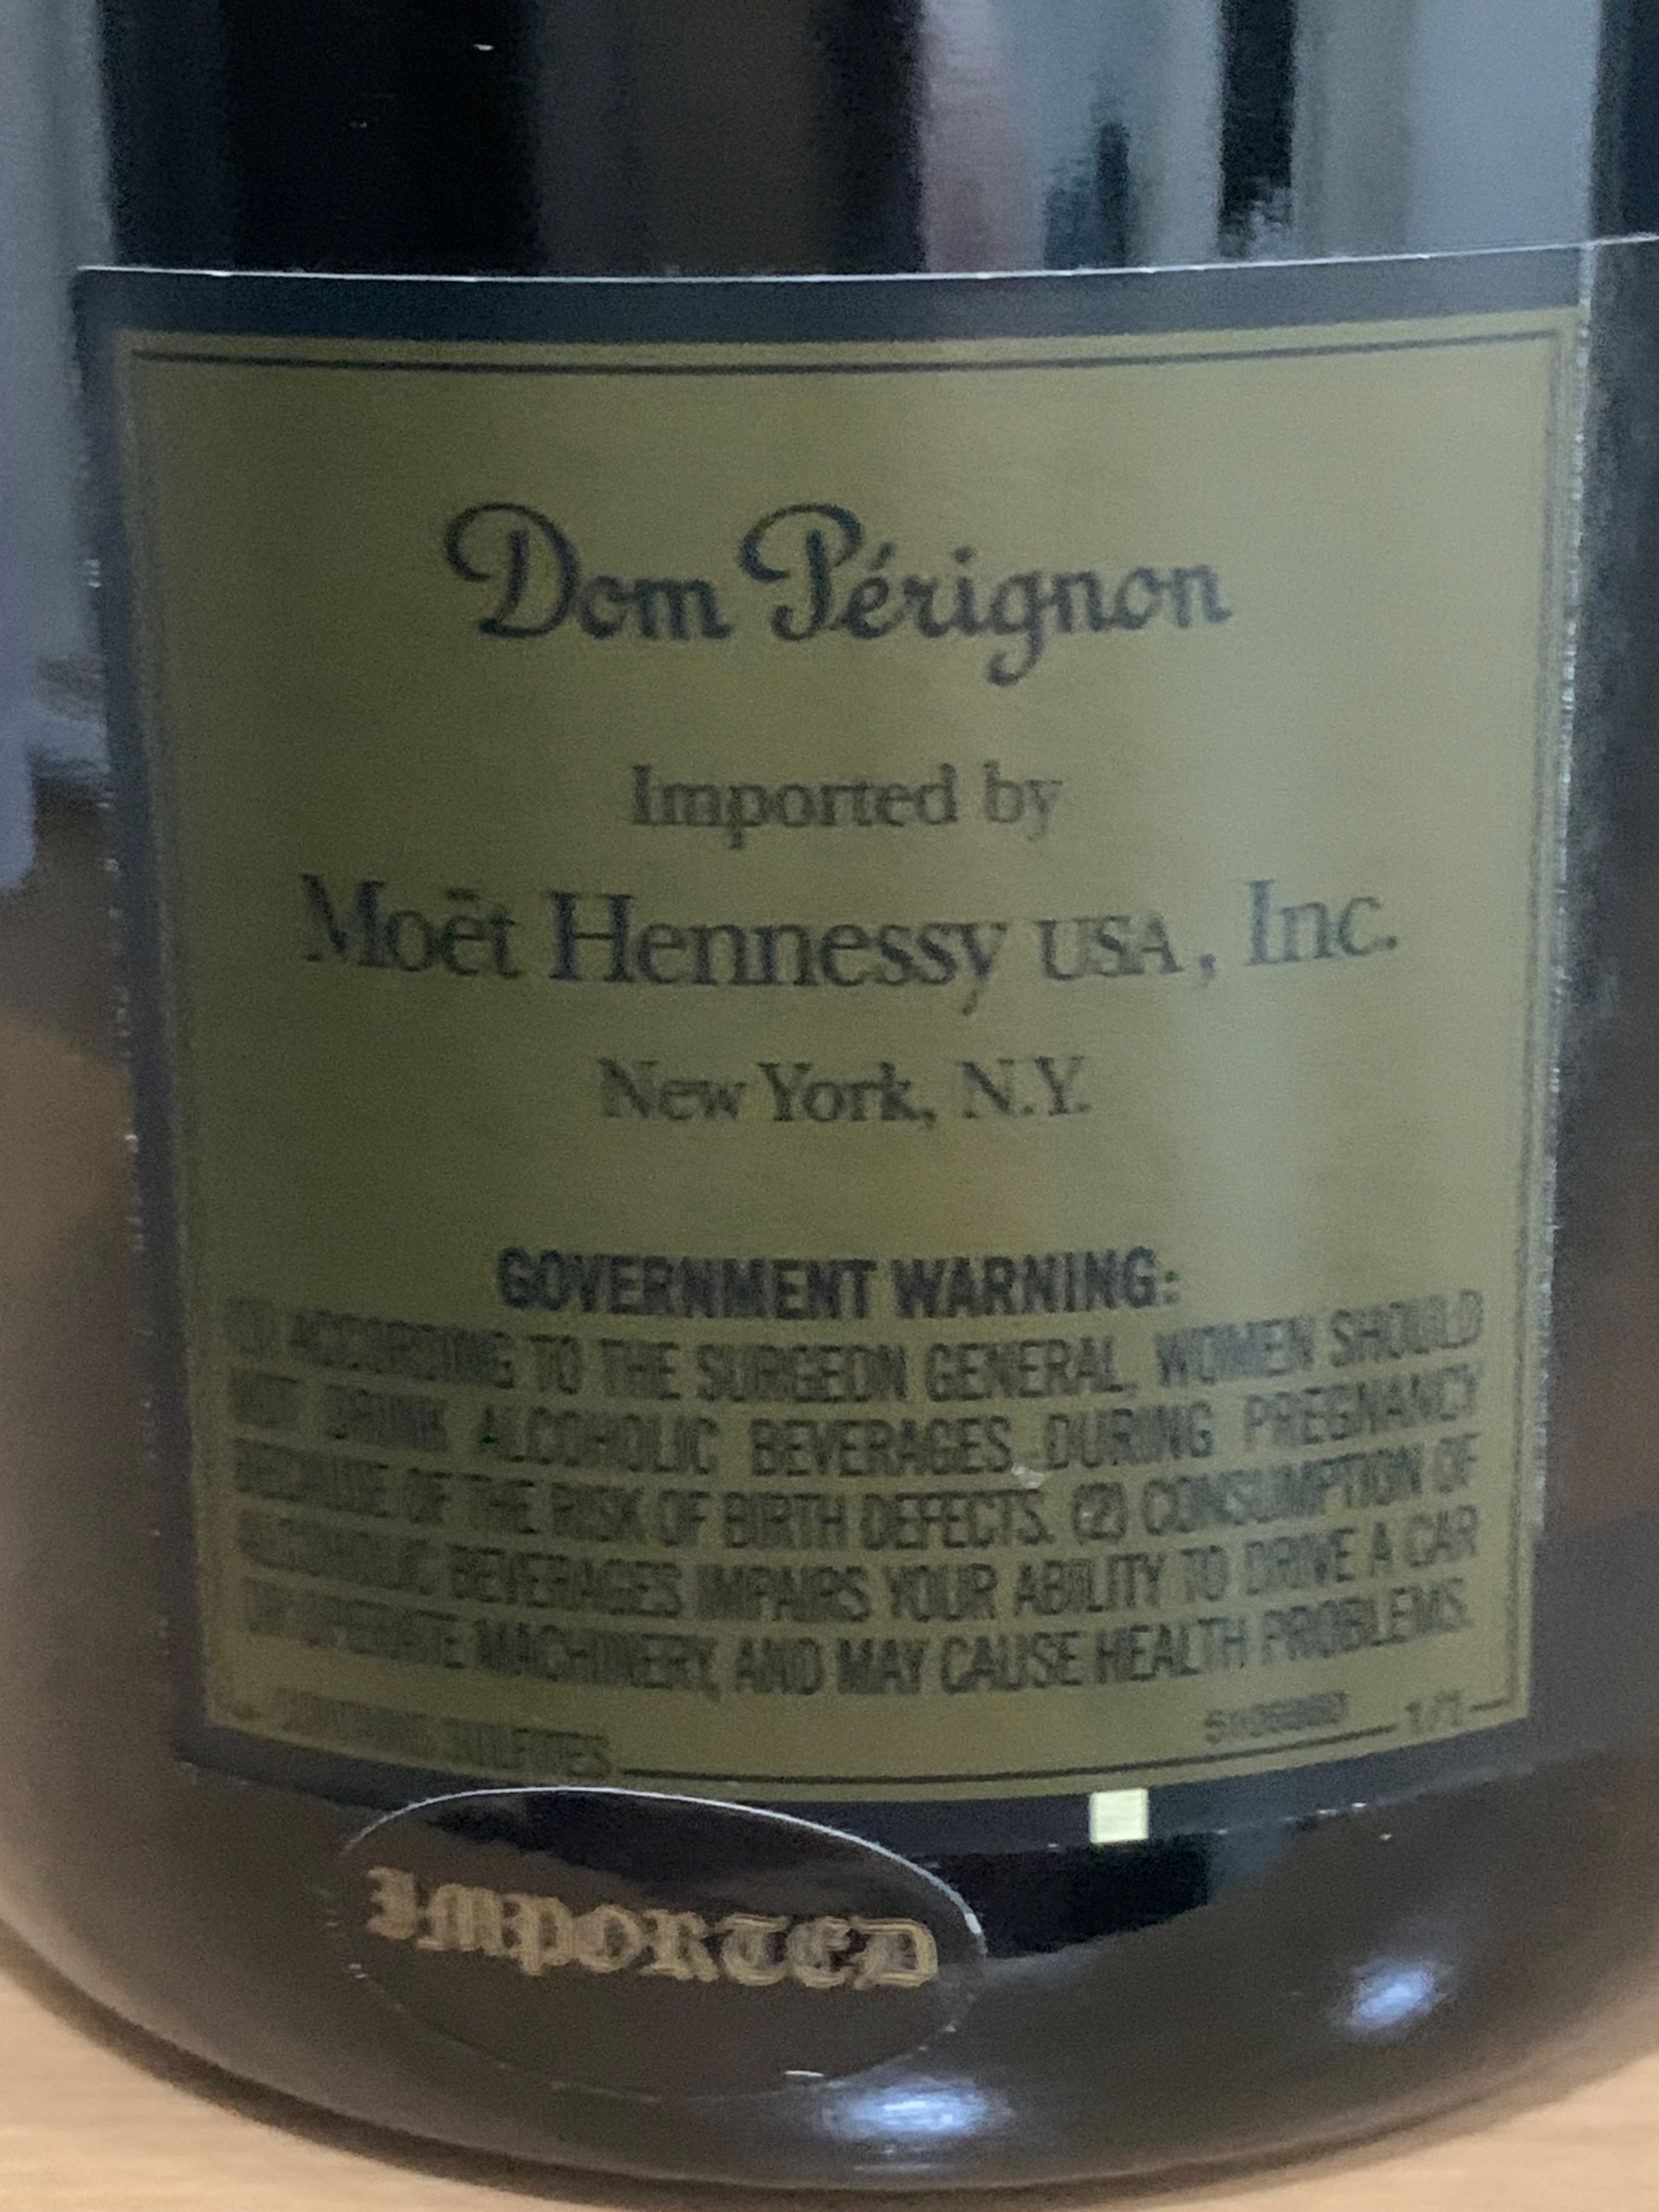 Dom Pérignon
Imported by
Moët Hennessy USA, Inc.
New York, N.Y.
GOVERNMENT WARNING:
(1) ACCORDING TO THE SURGEON GENERAL, WOMEN SHOULD
NOT DRINK ALCOHOLIC BEVERAGES DURING PREGNANCY
BECAUSE OF THE RISK OF BIRTH DEFECTS. (2) CONSUMPTION OF
ALCOHOLIC BEVERAGES IMPAIRS YOUR ABILITY TO DRIVE A CAR
OR OPERATE MACHINERY, AND MAY CAUSE HEALTH PROBLEMS.
CONTAINS SULFITES
IMPORTED